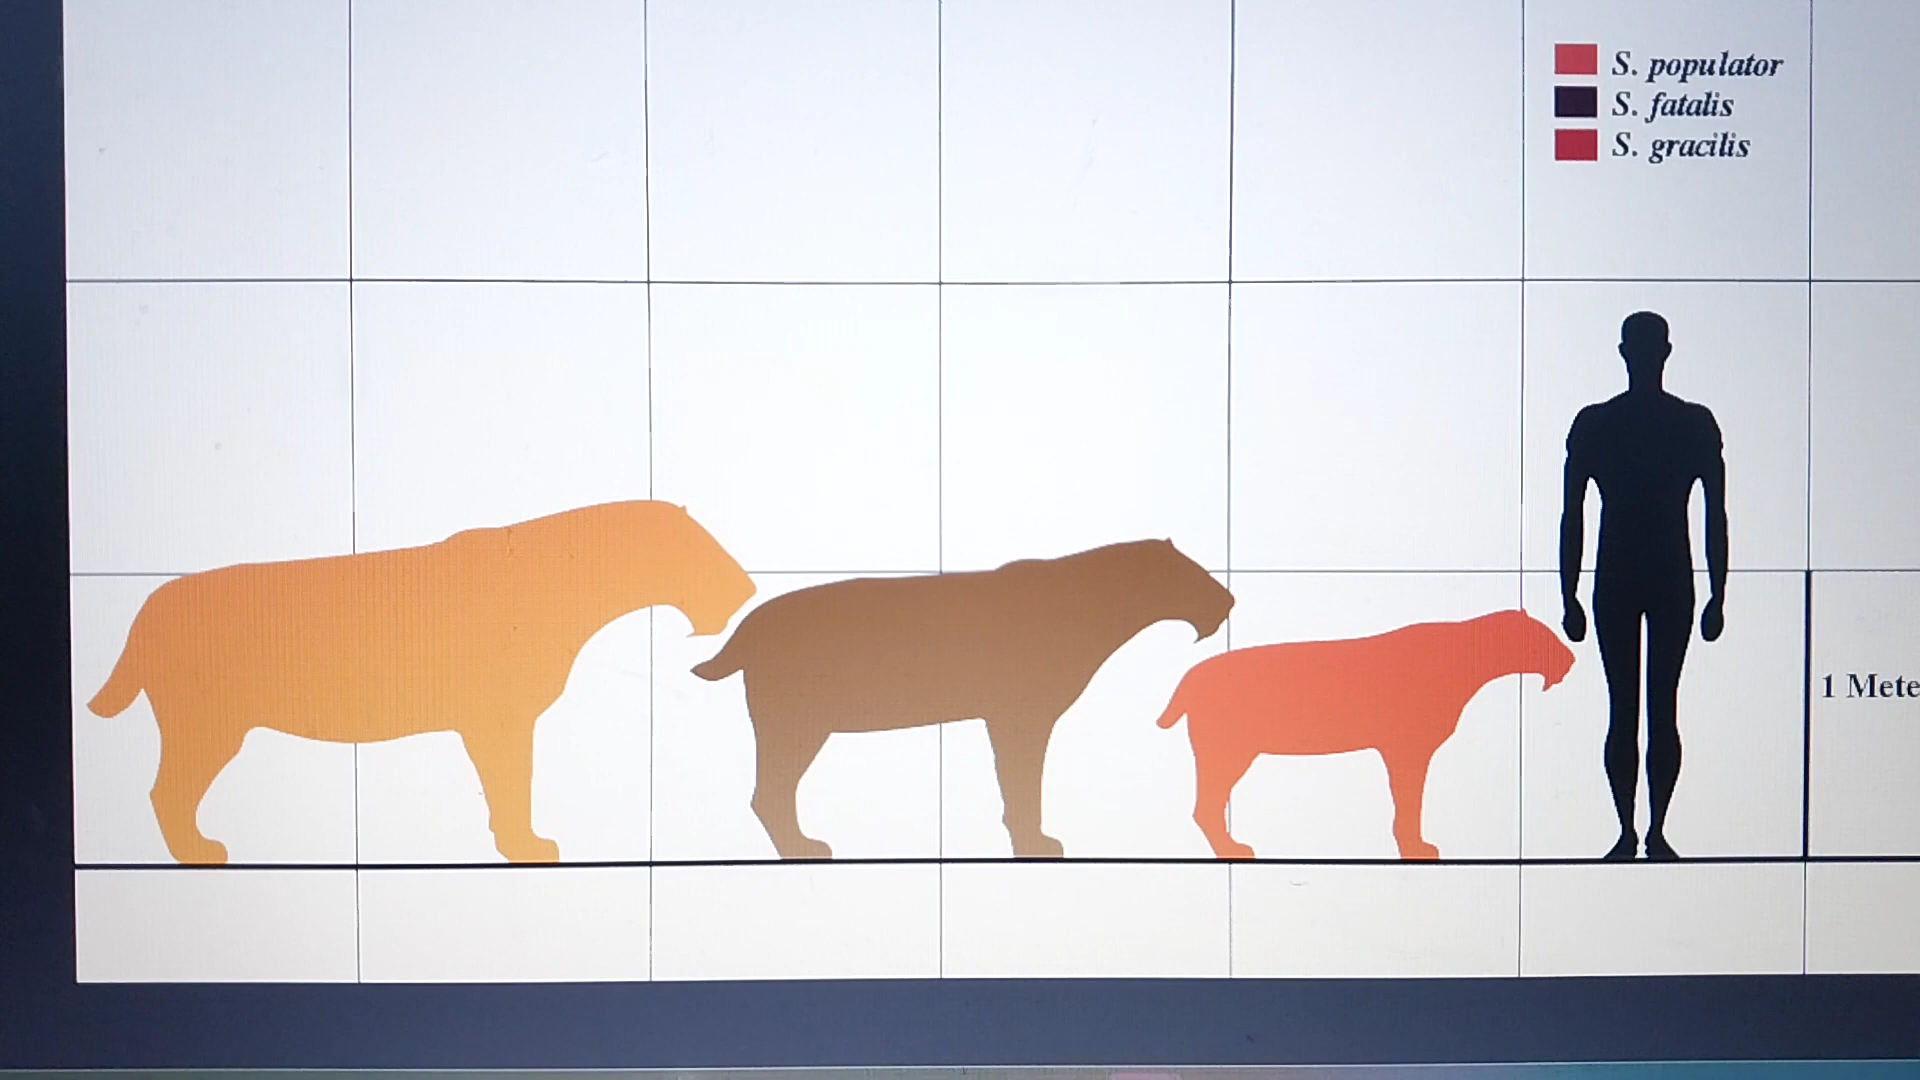 S. populator
S. fatalis
S. gracilis
1 Mete